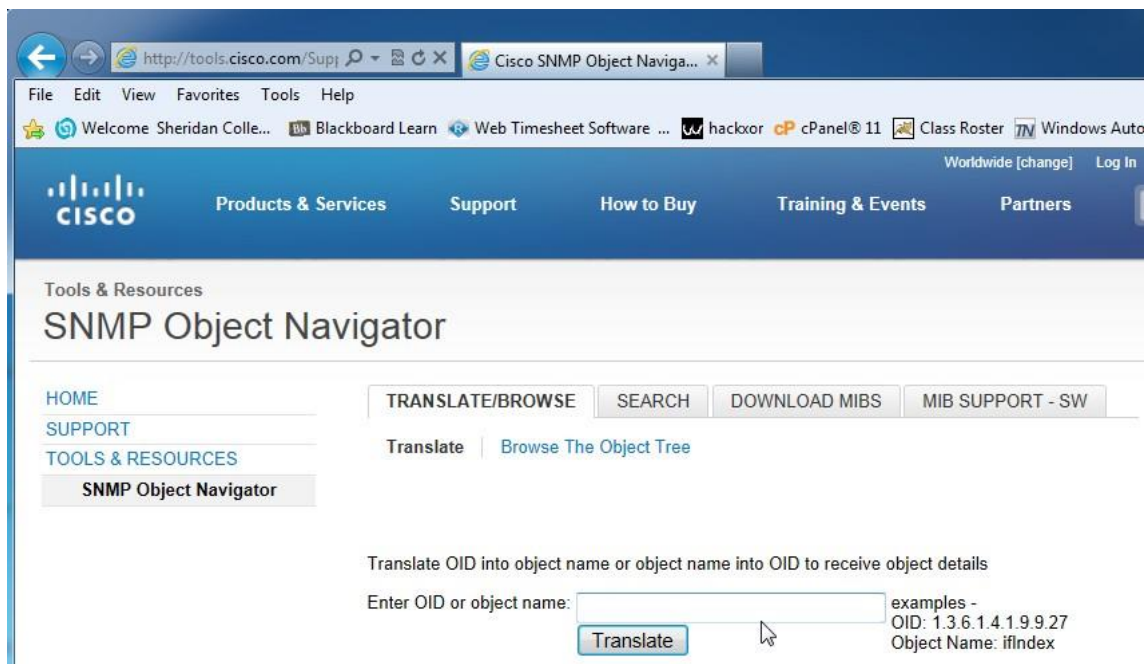 http://tools.cisco.com/Supp
Cisco SNMP Object Naviga...
File Edit View Favorites Tools Help
Welcome Sheridan Colle... Bb Blackboard Learn Web Timesheet Software ... hackxor cP cPanel® 11 Class Roster TN Windows Auto
Worldwide [change] Log In
CISCO
Products & Services Support How to Buy Training & Events Partners
Tools & Resources
SNMP Object Navigator
HOME
SUPPORT
TOOLS & RESOURCES
SNMP Object Navigator
TRANSLATE/BROWSE SEARCH DOWNLOAD MIBS MIB SUPPORT - SW
Translate Browse The Object Tree
Translate OID into object name or object name into OID to receive object details
Enter OID or object name:
examples -
OID: 1.3.6.1.4.1.9.9.27
Object Name: ifIndex
Translate